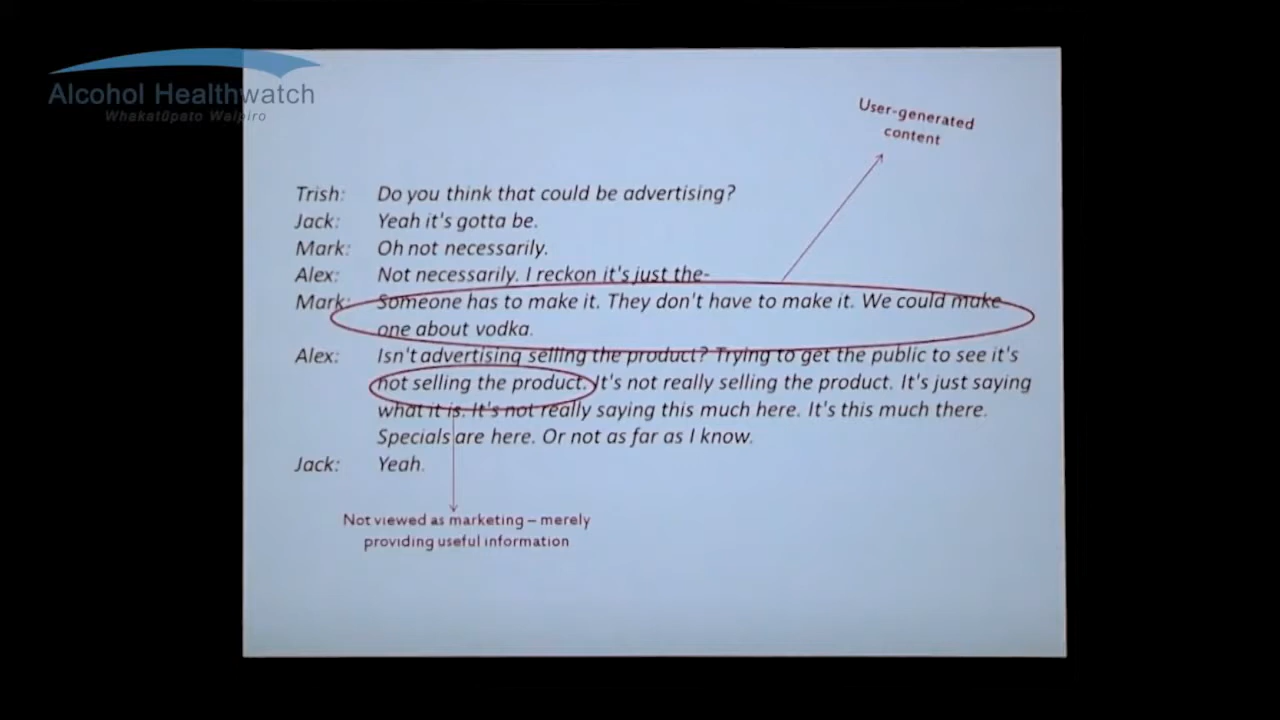 Alcohol Healthwatch
Whakatūpato Waipiro
User-generated
content
Trish: Do you think that could be advertising?
Jack: Yeah it's gotta be.
Mark: Oh not necessarily.
Alex: Not necessarily. I reckon it's just the-
Mark: Someone has to make it. They don't have to make it. We could make
one about vodka.
Alex: Isn't advertising selling the product? Trying to get the public to see it's
not selling the product. It's not really selling the product. It's just saying
what it is. It's not really saying this much here. It's this much there.
Specials are here. Or not as far as I know.
Jack: Yeah.
Not viewed as marketing – merely
providing useful information